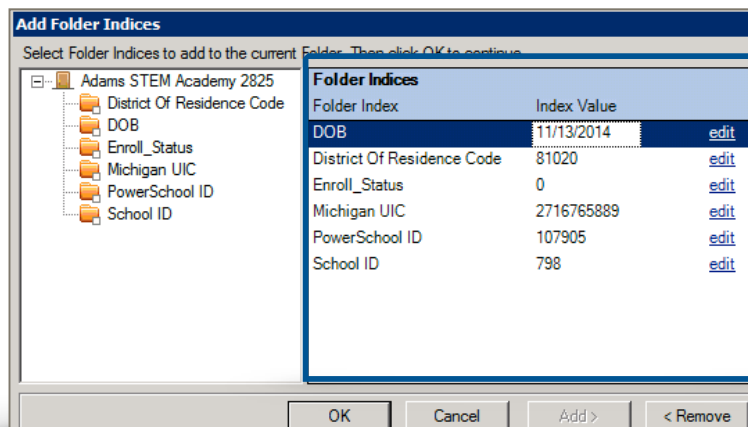 Add Folder Indices
Select Folder Indices to add to the current Folder. Then click OK to continue.
Adams STEM Academy 2825
District Of Residence Code
DOB
Enroll_Status
Michigan UIC
PowerSchool ID
School ID
Folder Indices
Folder Index Index Value
DOB 11/13/2014 edit
District Of Residence Code 81020 edit
Enroll_Status 0 edit
Michigan UIC 2716765889 edit
PowerSchool ID 107905 edit
School ID 798 edit
OK Cancel Add > < Remove